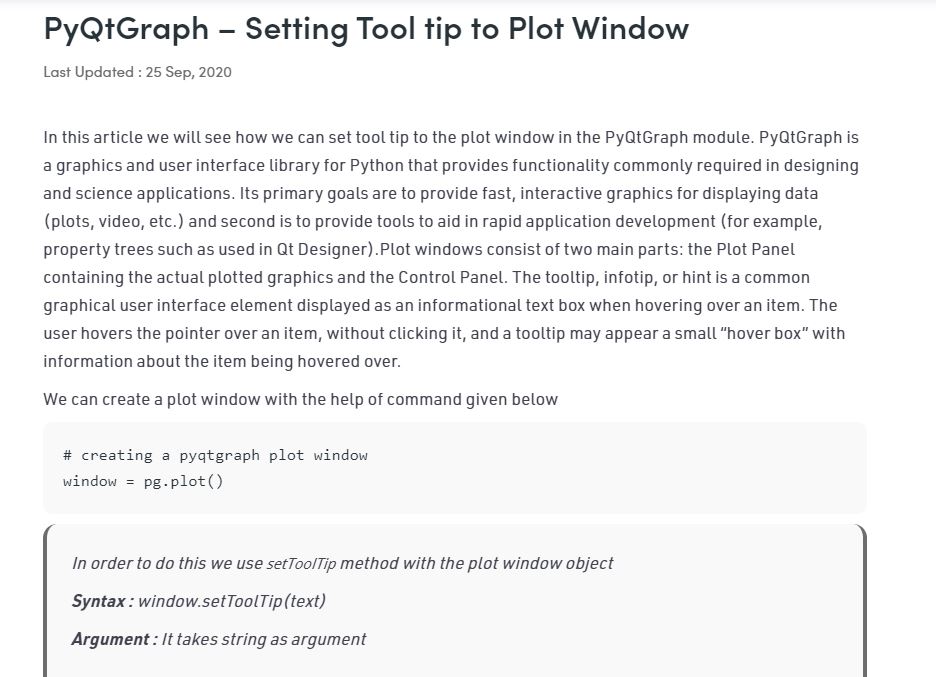 PyQtGraph – Setting Tool tip to Plot Window
Last Updated : 25 Sep, 2020
In this article we will see how we can set tool tip to the plot window in the PyQtGraph module. PyQtGraph is
a graphics and user interface library for Python that provides functionality commonly required in designing
and science applications. Its primary goals are to provide fast, interactive graphics for displaying data
(plots, video, etc.) and second is to provide tools to aid in rapid application development (for example,
property trees such as used in Qt Designer).Plot windows consist of two main parts: the Plot Panel
containing the actual plotted graphics and the Control Panel. The tooltip, infotip, or hint is a common
graphical user interface element displayed as an informational text box when hovering over an item. The
user hovers the pointer over an item, without clicking it, and a tooltip may appear a small “hover box” with
information about the item being hovered over.
We can create a plot window with the help of command given below
# creating a pyqtgraph plot window
window = pg.plot()
In order to do this we use setToolTip method with the plot window object
Syntax : window.setToolTip(text)
Argument : It takes string as argument